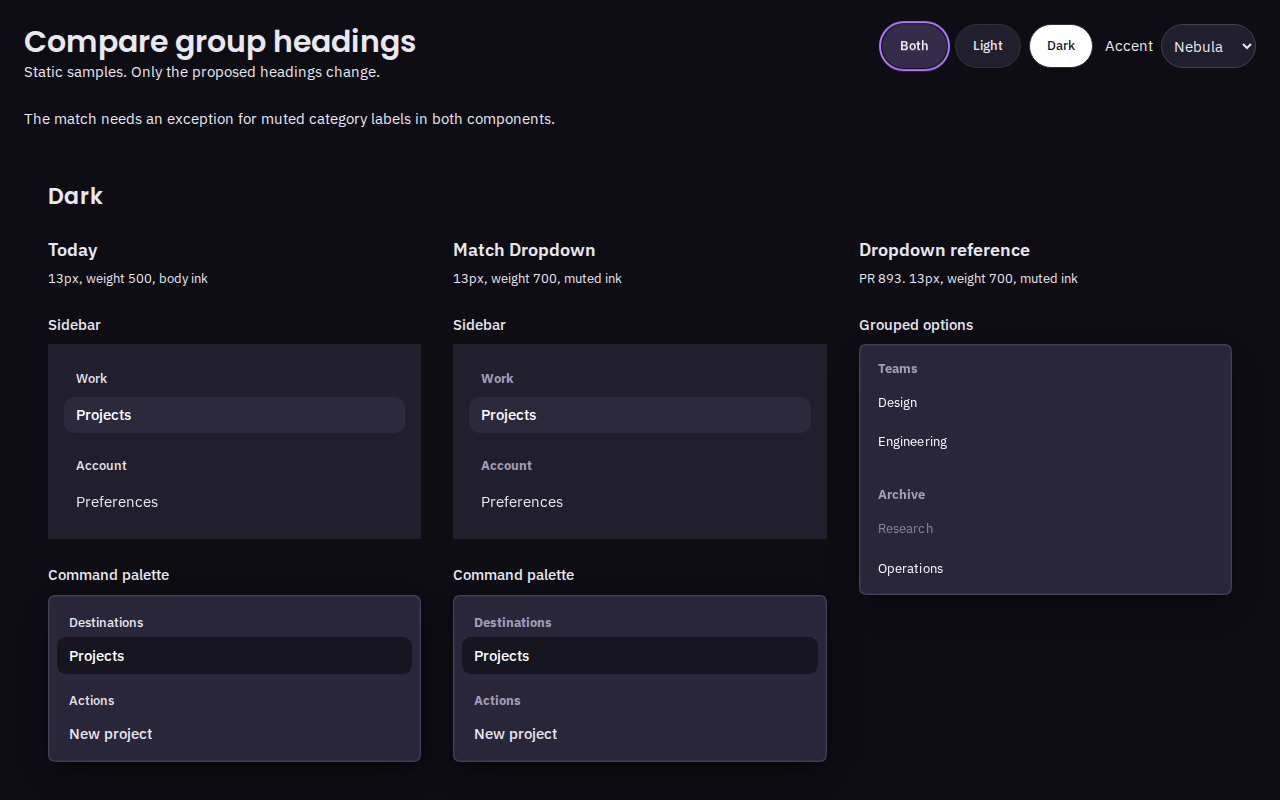 Compare group headings
Static samples. Only the proposed headings change.
Both
Light
Dark
Accent
Nebula
The match needs an exception for muted category labels in both components.
Dark
Today
13px, weight 500, body ink
Sidebar
Work
Projects
Account
Preferences
Command palette
Destinations
Projects
Actions
New project
Match Dropdown
13px, weight 700, muted ink
Sidebar
Work
Projects
Account
Preferences
Command palette
Destinations
Projects
Actions
New project
Dropdown reference
PR 893. 13px, weight 700, muted ink
Grouped options
Teams
Design
Engineering
Archive
Research
Operations